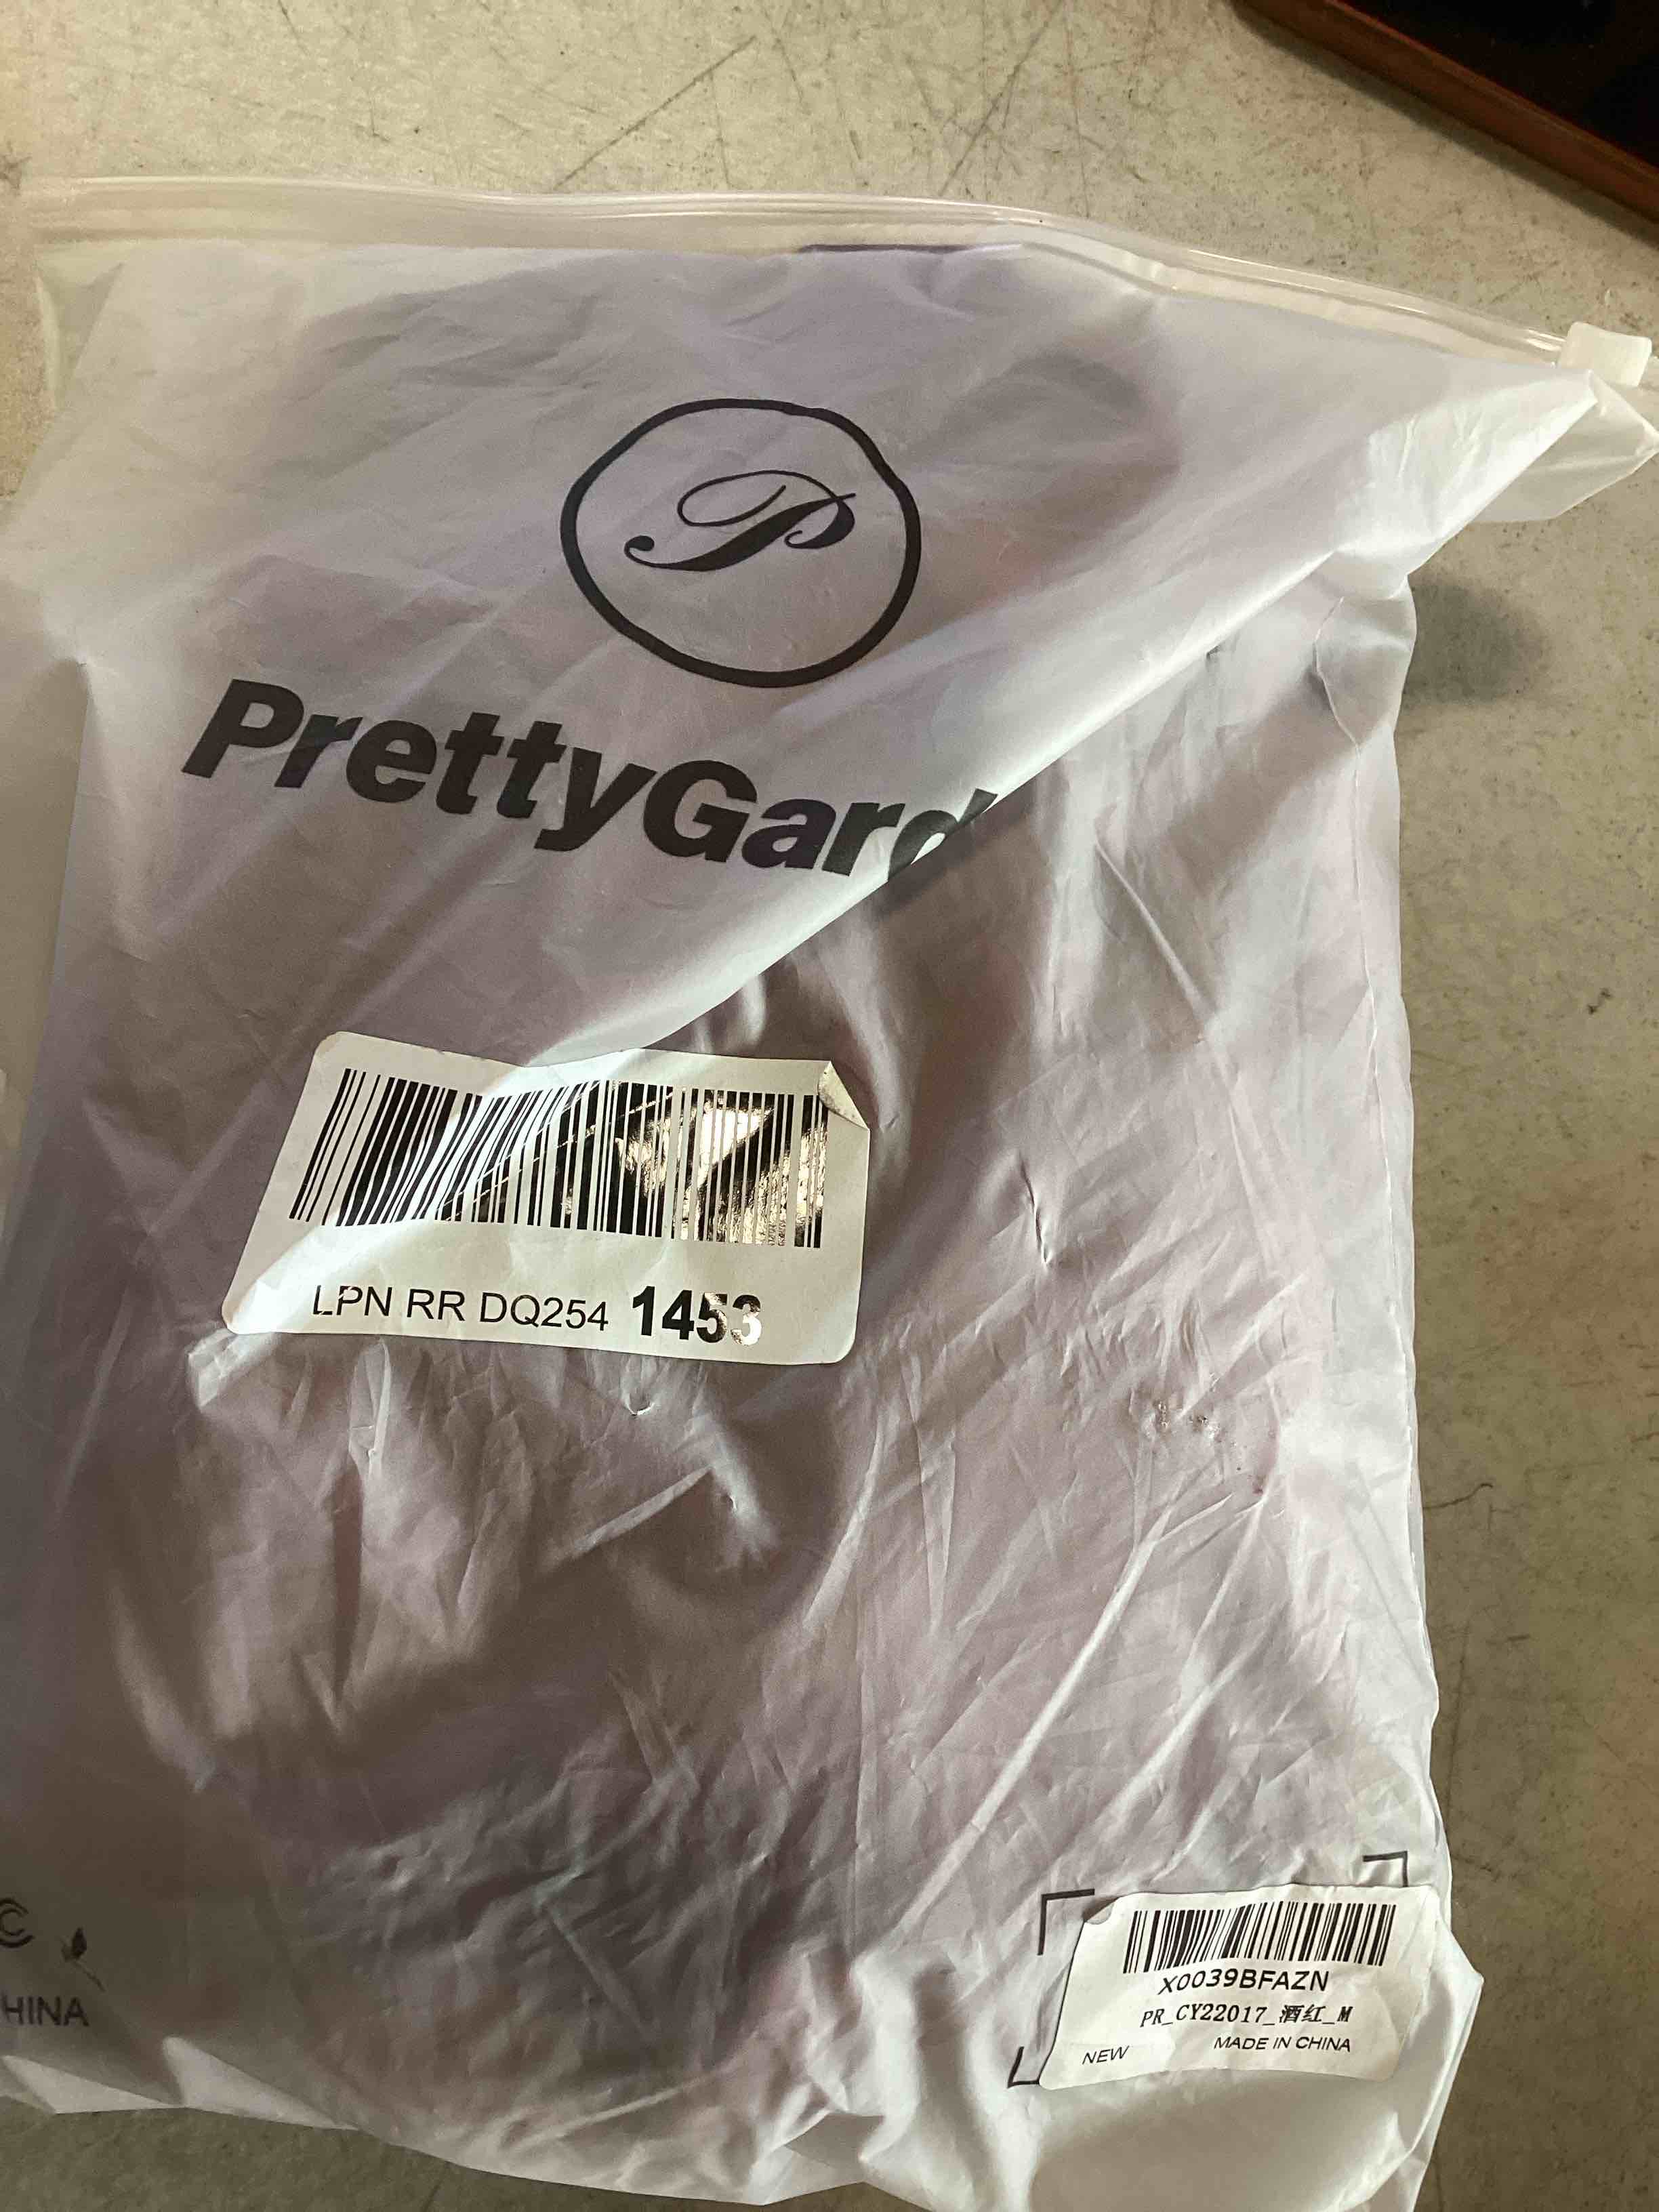 P
PrettyGard
LPN RR DQ254 1453
C
HINA
X0039BFAZN
PR_CY22017_酒红_M
NEW MADE IN CHINA